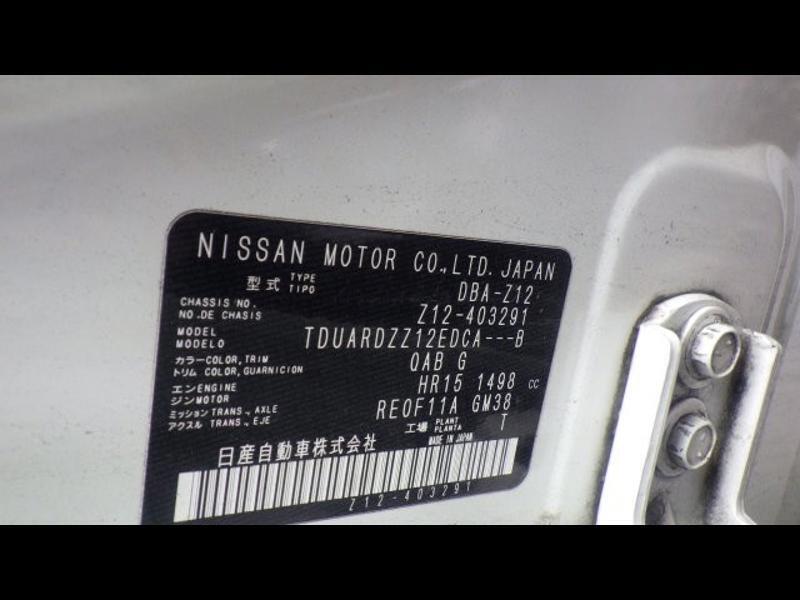 NISSAN MOTOR CO.,LTD. JAPAN
型式 TYPE TIPO DBA-Z12
CHASSIS NO. NO.DE CHASSIS Z12-403291
MODEL MODELO TDUARDZZ12EDCA---B
カラー COLOR,TRIM トリム COLOR,GUARNICION QAB G
エンジン ENGINE MOTOR HR15 1498 cc
ミッション TRANS.,AXLE アクスル TRANS.,EJE RE0F11A GM38
工場 PLANT PLANTA T
日産自動車株式会社 MADE IN JAPAN
Z12-403291